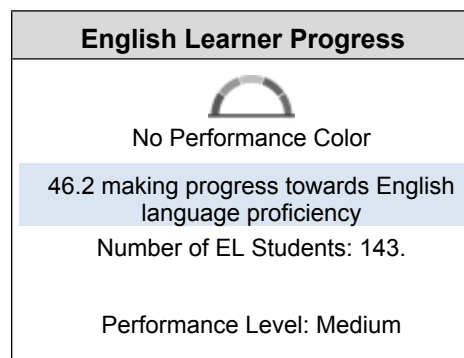 English Learner Progress
No Performance Color
46.2 making progress towards English
language proficiency
Number of EL Students: 143.
Performance Level: Medium